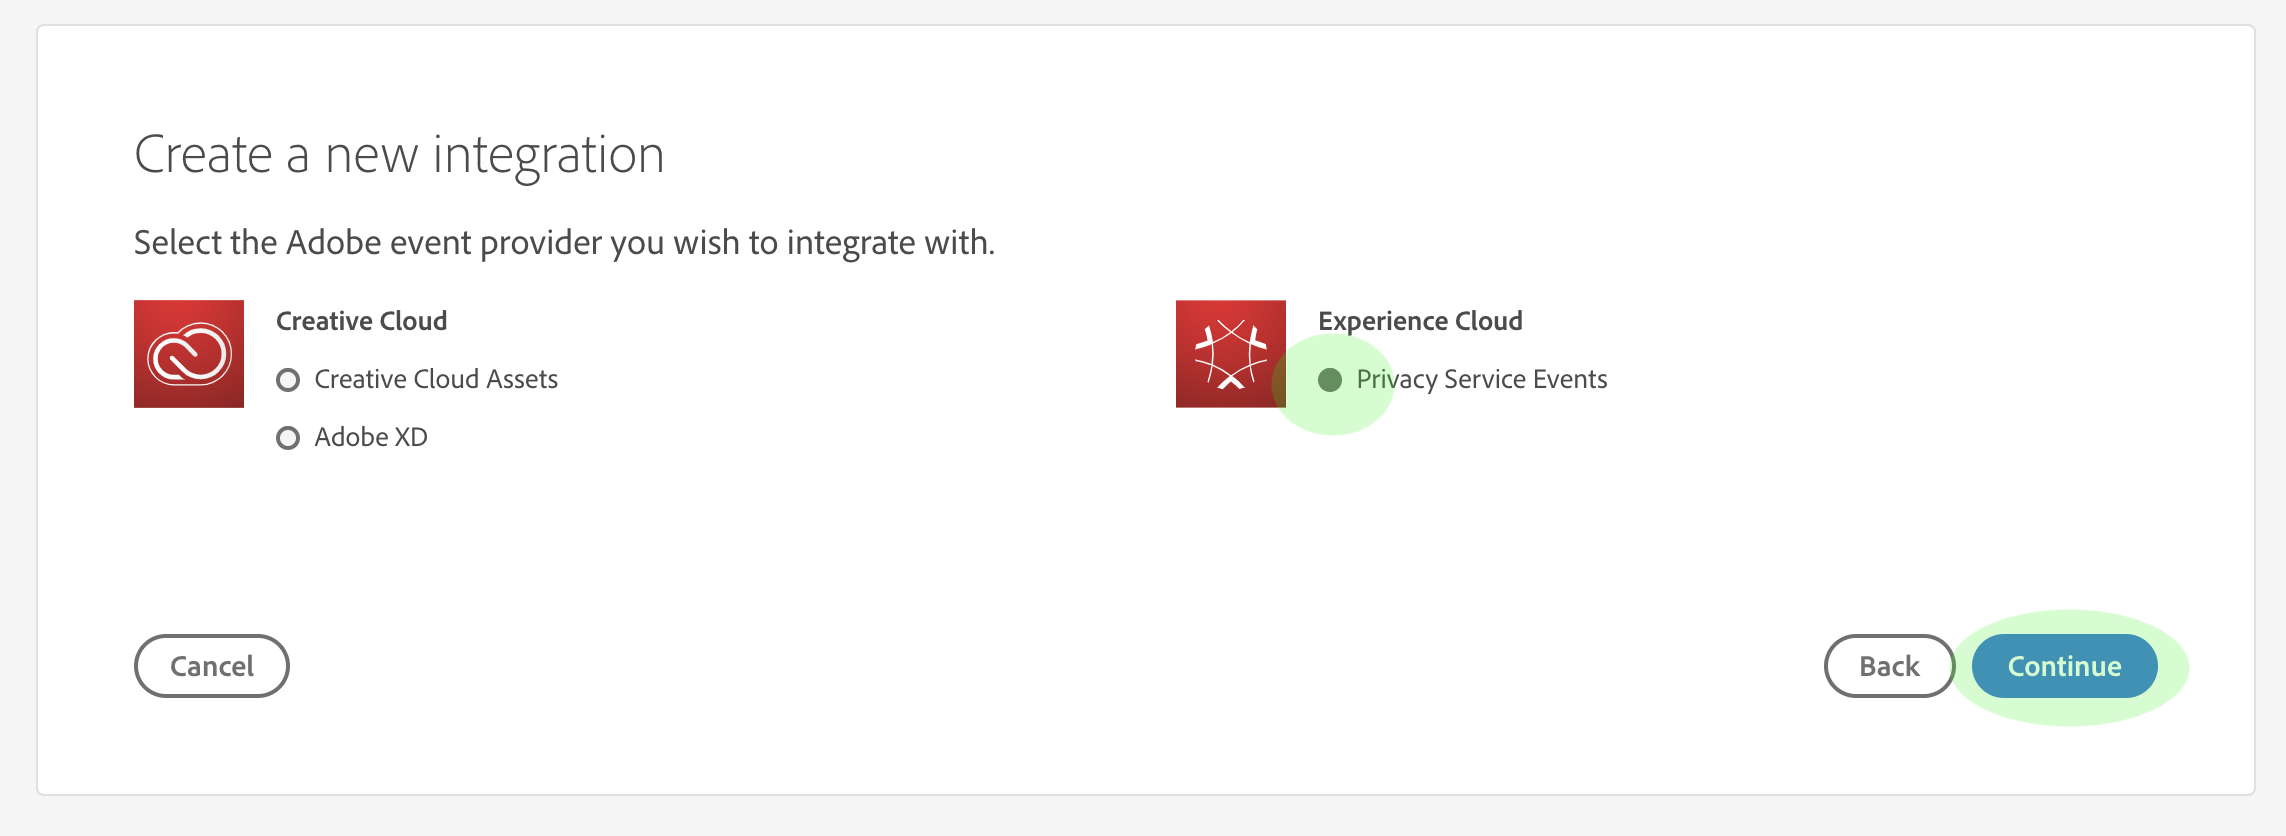 Create a new integration
Select the Adobe event provider you wish to integrate with.
Creative Cloud
Creative Cloud Assets
Adobe XD
Experience Cloud
Privacy Service Events
Cancel
Back
Continue